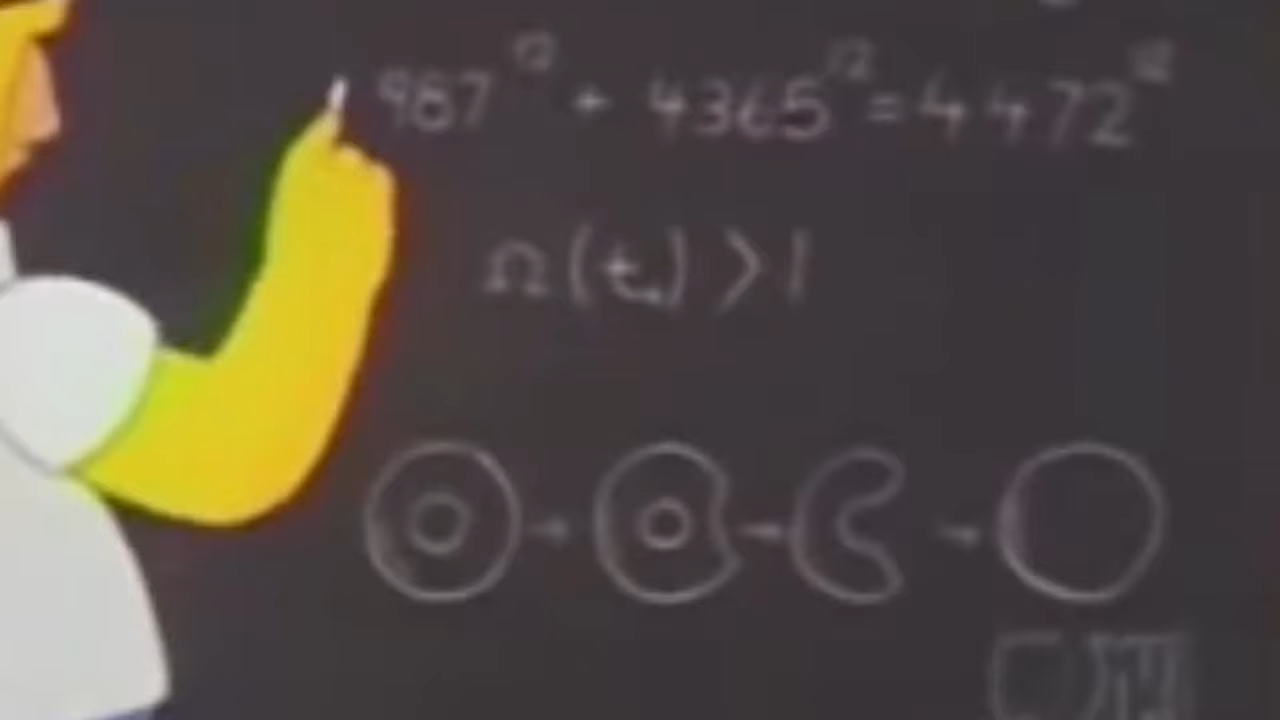 987¹² + 4365¹² = 4472¹²
Ω(t₀) > 1